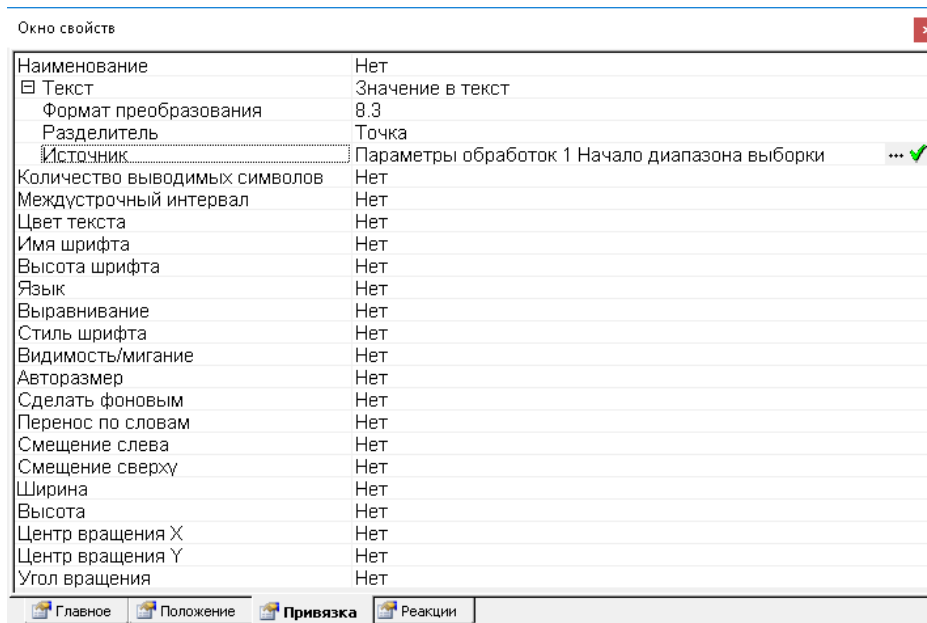 Окно свойств
Наименование Нет
Текст Значение в текст
Формат преобразования 8.3
Разделитель Точка
Источник Параметры обработок 1 Начало диапазона выборки ...
Количество выводимых символов Нет
Междустрочный интервал Нет
Цвет текста Нет
Имя шрифта Нет
Высота шрифта Нет
Язык Нет
Выравнивание Нет
Стиль шрифта Нет
Видимость/мигание Нет
Авторазмер Нет
Сделать фоновым Нет
Перенос по словам Нет
Смещение слева Нет
Смещение сверху Нет
Ширина Нет
Высота Нет
Центр вращения X Нет
Центр вращения Y Нет
Угол вращения Нет
Главное Положение Привязка Реакции